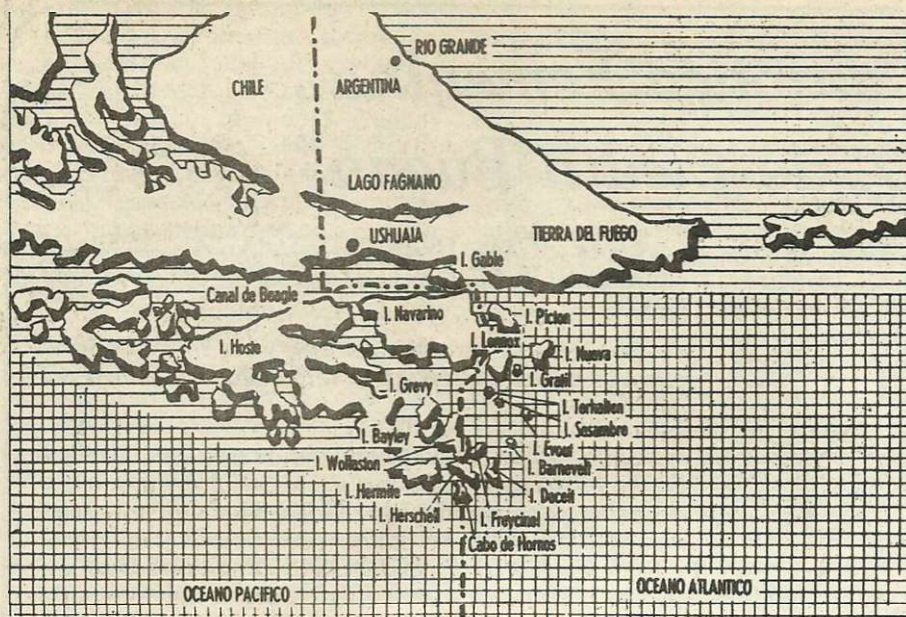 RIO GRANDE
CHILE
ARGENTINA
LAGO FAGNANO
USHUAIA
TIERRA DEL FUEGO
I. Gable
Canal de Beagle
I. Navarino
I. Picton
I. Lennox
I. Hoste
I. Nueva
I. Gratil
I. Grevy
I. Terhalten
I. Sesambre
I. Bayley
I. Evout
I. Wollaston
I. Barnevelt
I. Hermite
I. Deceit
I. Herschell
I. Freycinel
Cabo de Hornos
OCEANO PACIFICO
OCEANO ATLANTICO